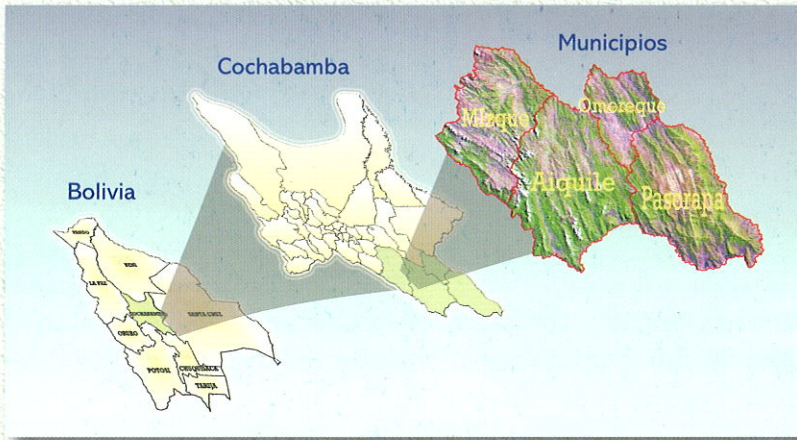 Municipios
Cochabamba
Omereque
Mizque
Aiquile
Pasorapa
Bolivia
PANDO
BENI
LA PAZ
COCHABAMBA
SANTA CRUZ
ORURO
POTOSI
CHUQUISACA
TARIJA